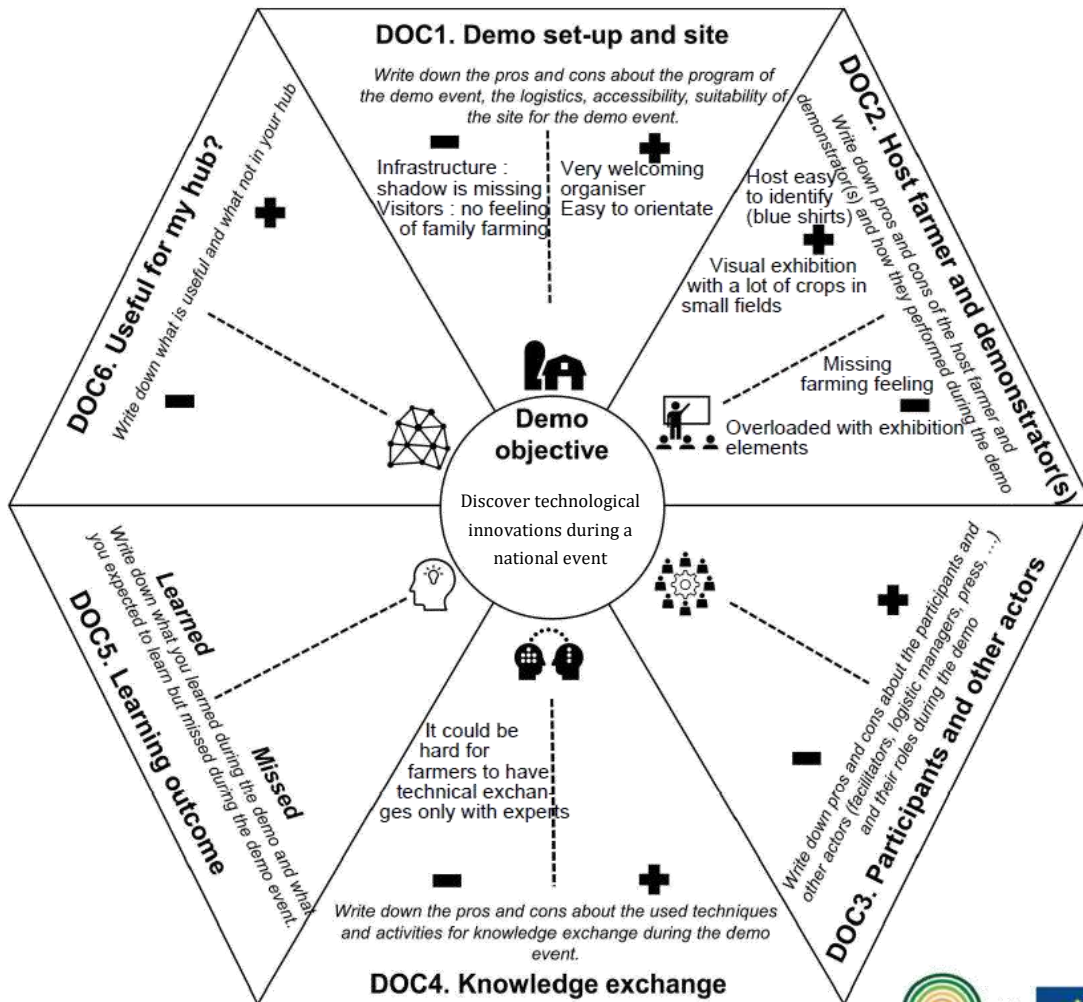 DOC1. Demo set-up and site
Write down the pros and cons about the program of
the demo event, the logistics, accessibility, suitability of
the site for the demo event.
Infrastructure :
shadow is missing
Visitors : no feeling
of family farming
Very welcoming
organiser
Easy to orientate
DOC2. Host farmer and demonstrator(s)
Write down pros and cons of the host farmer and
demonstrator(s) and how they performed during the demo
Host easy
to identify
(blue shirts)
Visual exhibition
with a lot of crops in
small fields
Missing
farming feeling
Overloaded with exhibition
elements
DOC6. Useful for my hub?
Write down what is useful and what not in your hub
Demo
objective
Discover technological
innovations during a
national event
DOC3. Participants and other actors
Write down pros and cons about the participants and
other actors (facilitators, logistic managers, press, ...)
and their roles during the demo
DOC5. Learning outcome
Write down what you learned during the demo and what
you expected to learn but missed during the demo event.
Learned
Missed
It could be
hard for
farmers to have
technical exchan-
ges only with experts
Write down the pros and cons about the used techniques
and activities for knowledge exchange during the demo
event.
DOC4. Knowledge exchange